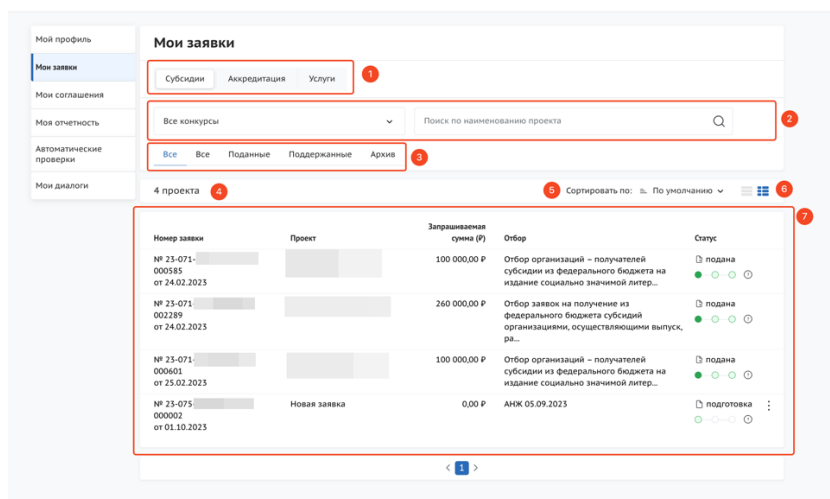 Мой профиль
Мои заявки
Мои соглашения
Моя отчетность
Автоматические
проверки
Мои диалоги
Мои заявки
Субсидии Аккредитация Услуги
1
Все конкурсы Поиск по наименованию проекта
2
Все Все Поданные Поддержанные Архив
3
4 проекта
4
5
Сортировать по: По умолчанию
6
7
Номер заявки Проект Запрашиваемая сумма (₽) Отбор Статус
№ 23-071-
000585
от 24.02.2023
100 000,00 ₽
Отбор организаций – получателей
субсидии из федерального бюджета на
издание социально значимой литер...
подана
№ 23-071-
002289
от 24.02.2023
260 000,00 ₽
Отбор заявок на получение из
федерального бюджета субсидий
организациями, осуществляющими выпуск,
ра...
подана
№ 23-071-
000601
от 25.02.2023
100 000,00 ₽
Отбор организаций – получателей
субсидии из федерального бюджета на
издание социально значимой литер...
подана
№ 23-075-
000002
от 01.10.2023
Новая заявка
0,00 ₽
АНЖ 05.09.2023
подготовка
< 1 >